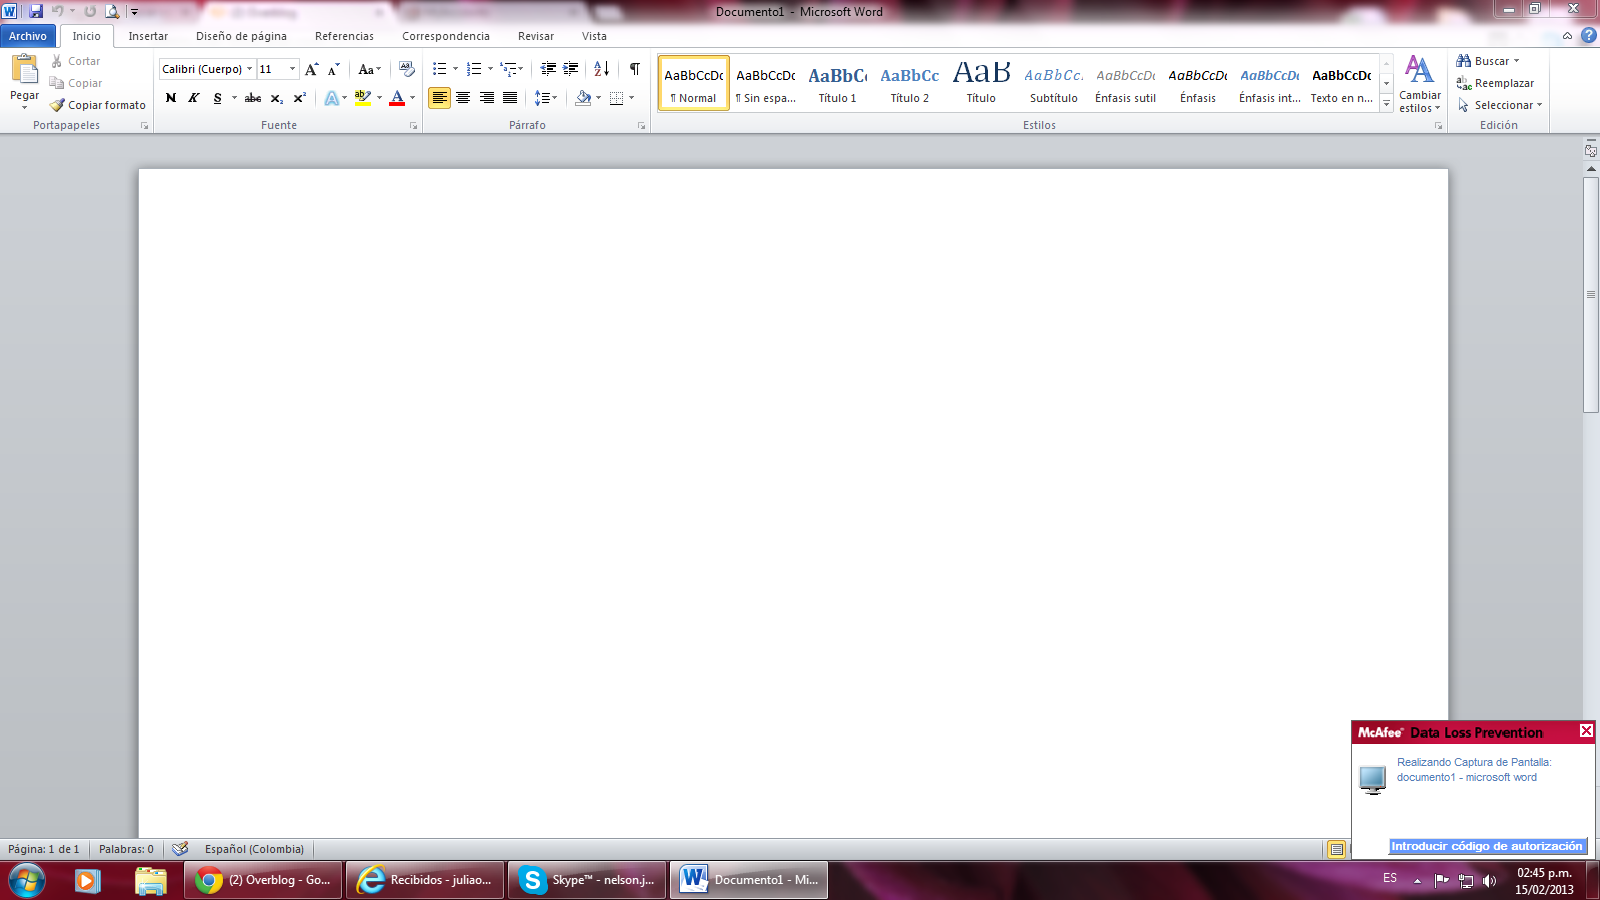 Documento1 - Microsoft Word
Archivo Inicio Insertar Diseño de página Referencias Correspondencia Revisar Vista
Pegar
Cortar
Copiar
Copiar formato
Portapapeles
Calibri (Cuerpo) 11
N K S abc x₂ x²
Fuente
Párrafo
AaBbCcDc AaBbCcDc AaBbC AaBbCc AaB AaBbCc. AaBbCcDc AaBbCcDc AaBbCcDc AaBbCcDc
¶ Normal ¶ Sin espa... Título 1 Título 2 Título Subtítulo Énfasis sutil Énfasis Énfasis int... Texto en n...
Cambiar
estilos
Estilos
Buscar
Reemplazar
Seleccionar
Edición
McAfee Data Loss Prevention
Realizando Captura de Pantalla:
documento1 - microsoft word
Introducir código de autorización
Página: 1 de 1 Palabras: 0 Español (Colombia)
(2) Overblog - Go... Recibidos - juliao... Skype™ - nelson.j... Documento1 - Mi...
ES
02:45 p.m.
15/02/2013